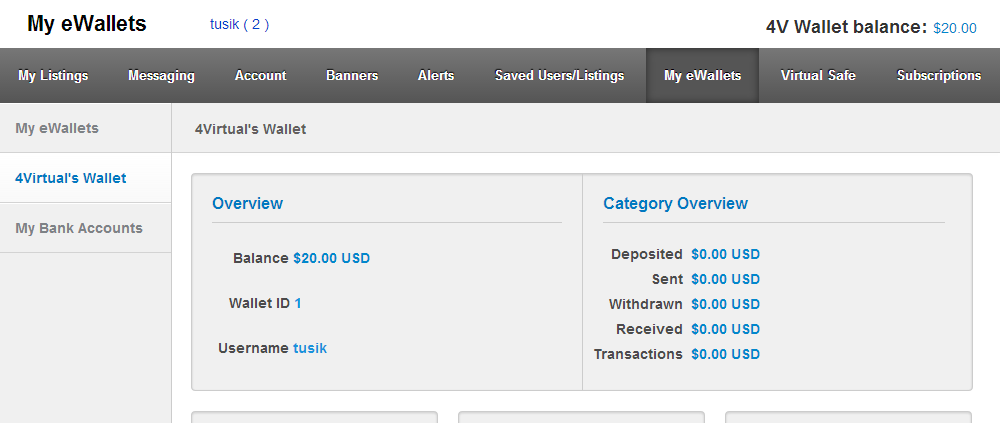 My eWallets tusik ( 2 ) 4V Wallet balance: $20.00
My Listings Messaging Account Banners Alerts Saved Users/Listings My eWallets Virtual Safe Subscriptions
My eWallets
4Virtual's Wallet
My Bank Accounts
4Virtual's Wallet
Overview
Balance $20.00 USD
Wallet ID 1
Username tusik
Category Overview
Deposited $0.00 USD
Sent $0.00 USD
Withdrawn $0.00 USD
Received $0.00 USD
Transactions $0.00 USD